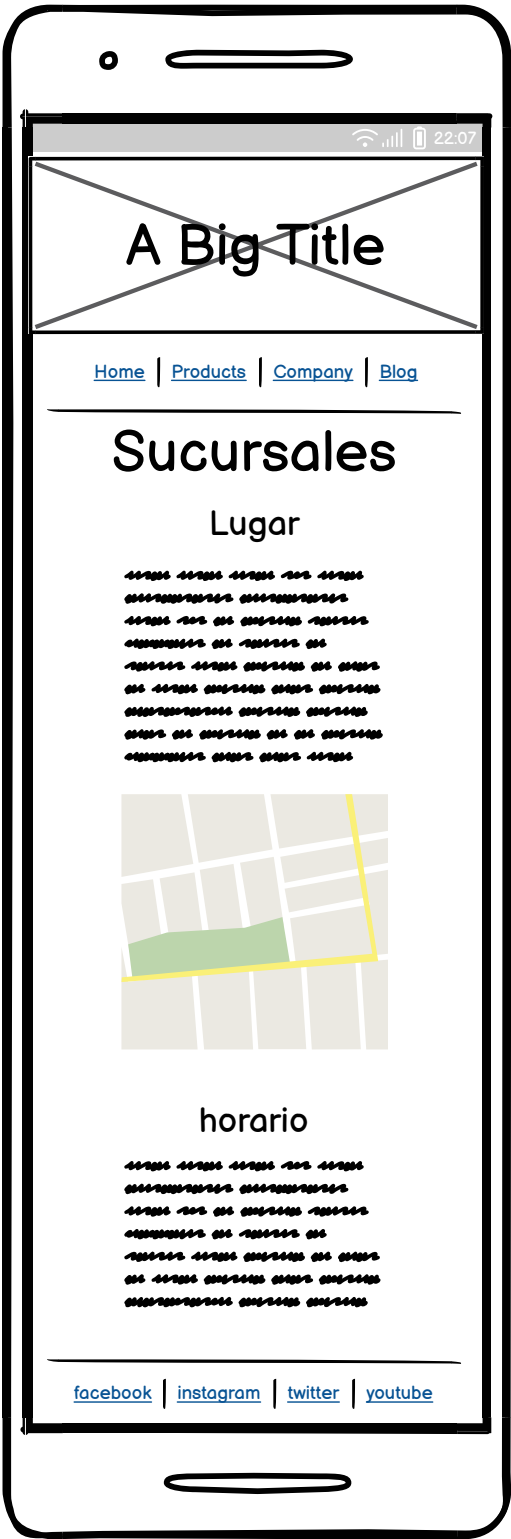 22:07
A Big Title
Home | Products | Company | Blog
Sucursales
Lugar
horario
facebook | instagram | twitter | youtube